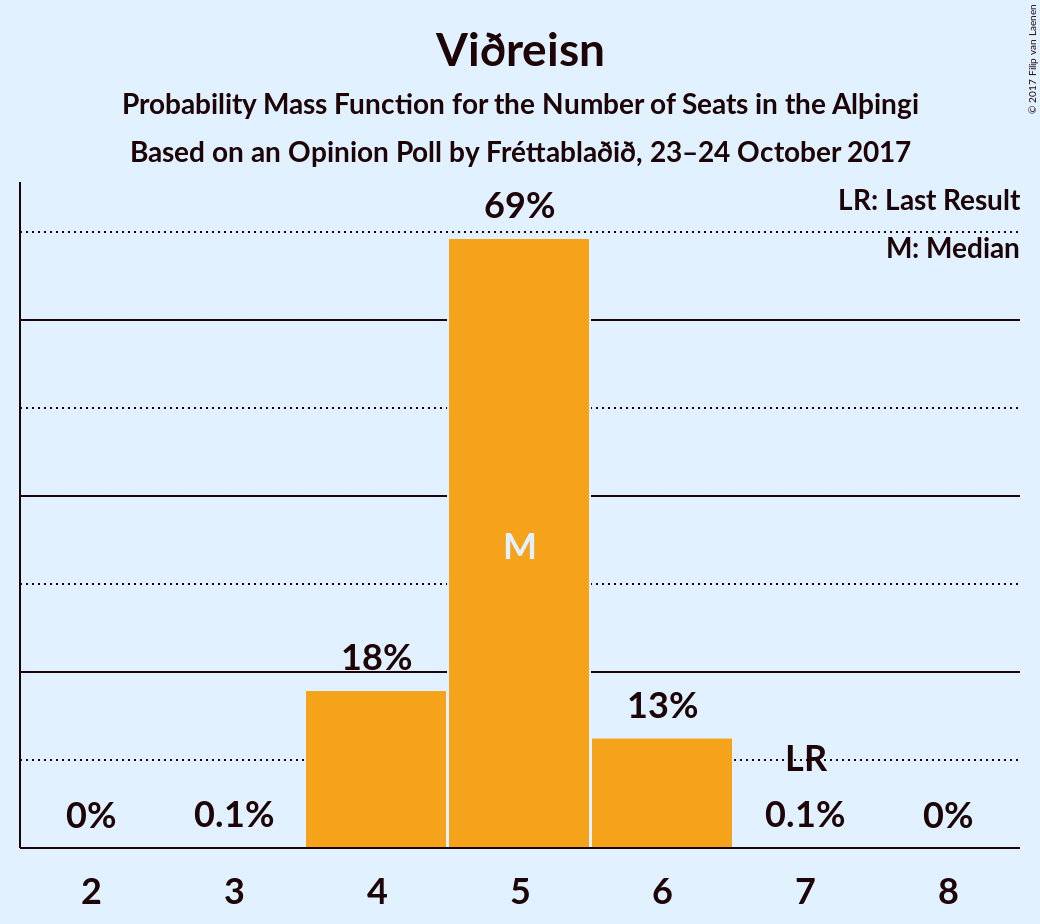 Viðreisn
Probability Mass Function for the Number of Seats in the Alþingi
Based on an Opinion Poll by Fréttablaðið, 23–24 October 2017
© 2017 Filip van Laenen
LR: Last Result
M: Median
69%
M
18%
13%
LR
0%
0.1%
0.1%
0%
2
3
4
5
6
7
8